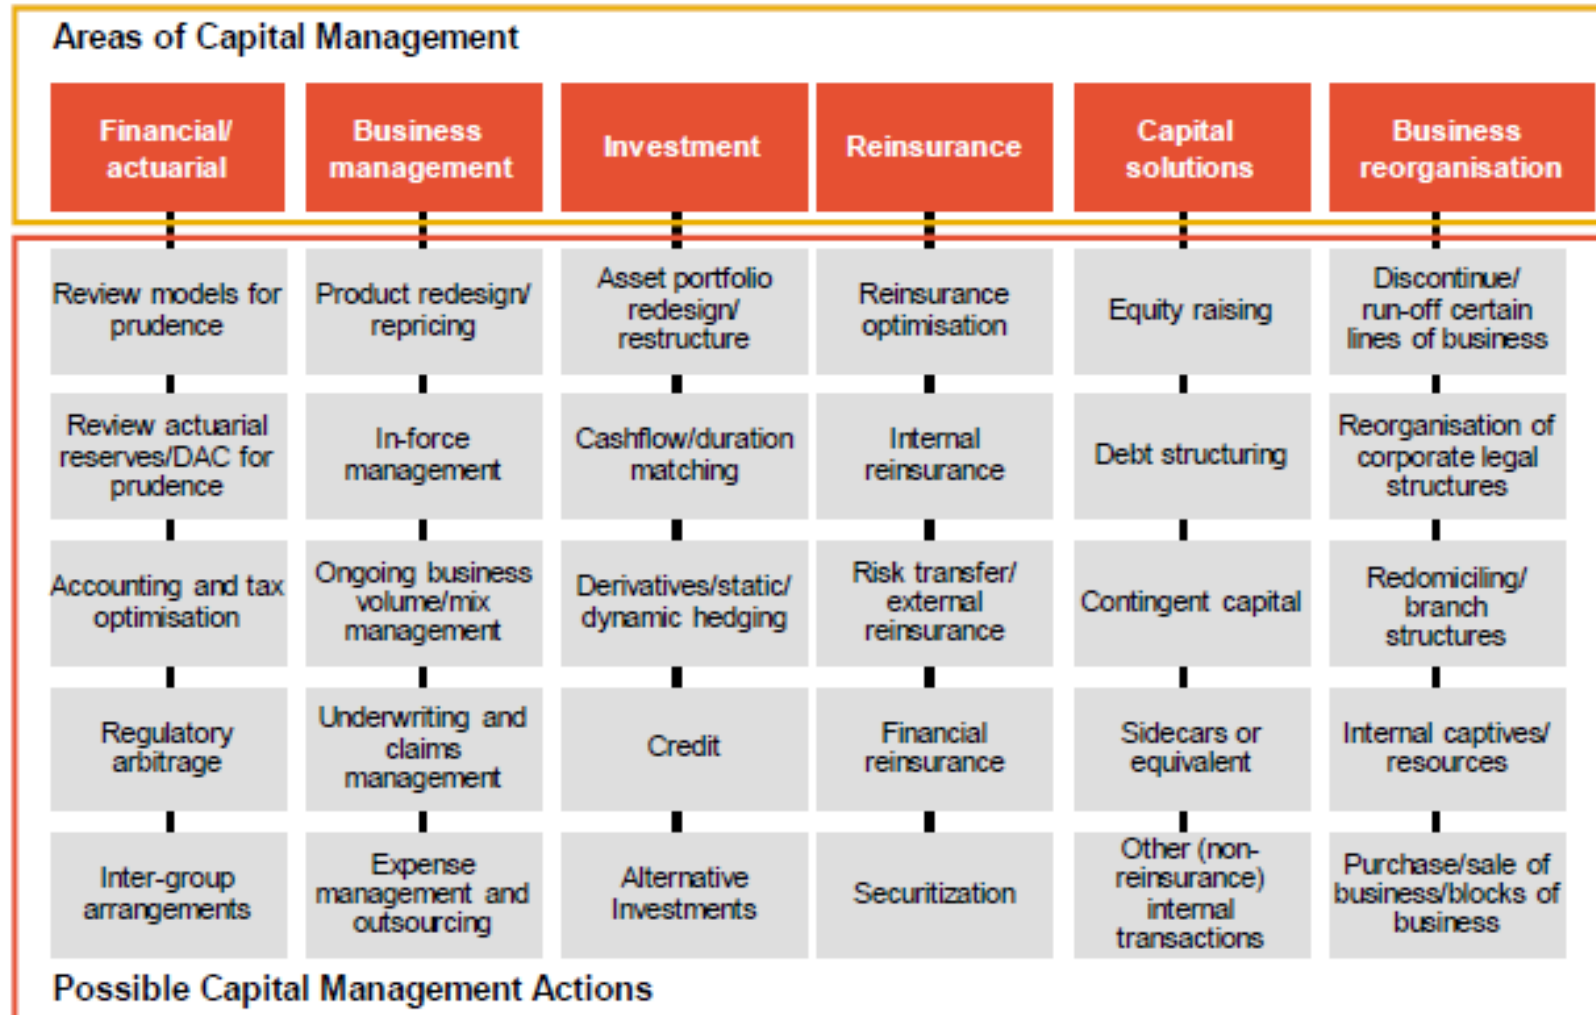 Areas of Capital Management
Financial/
actuarial
Business
management
Investment
Reinsurance
Capital
solutions
Business
reorganisation
Review models for
prudence
Product redesign/
repricing
Asset portfolio
redesign/
restructure
Reinsurance
optimisation
Equity raising
Discontinue/
run-off certain
lines of business
Review actuarial
reserves/DAC for
prudence
In-force
management
Cashflow/duration
matching
Internal
reinsurance
Debt structuring
Reorganisation of
corporate legal
structures
Accounting and tax
optimisation
Ongoing business
volume/mix
management
Derivatives/static/
dynamic hedging
Risk transfer/
external
reinsurance
Contingent capital
Redomiciling/
branch
structures
Regulatory
arbitrage
Underwriting and
claims
management
Credit
Financial
reinsurance
Sidecars or
equivalent
Internal captives/
resources
Inter-group
arrangements
Expense
management and
outsourcing
Alternative
Investments
Securitization
Other (non-
reinsurance)
internal
transactions
Purchase/sale of
business/blocks of
business
Possible Capital Management Actions